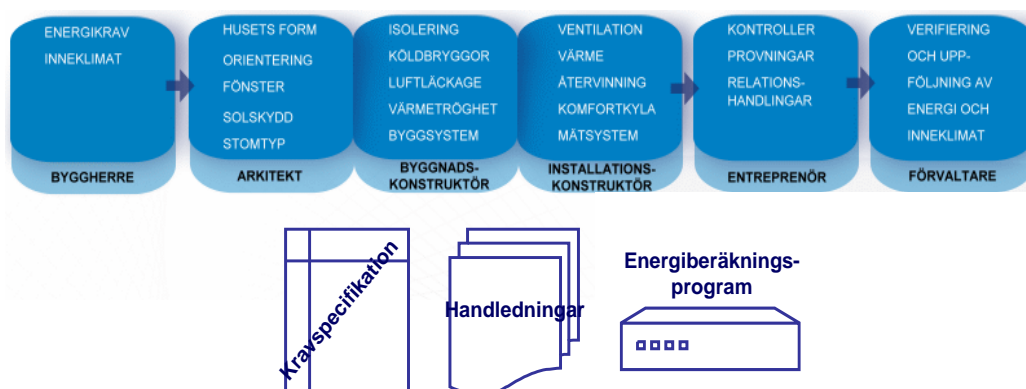 ENERGIKRAV
INNEKLIMAT
BYGGHERRE
HUSETS FORM
ORIENTERING
FÖNSTER
SOLSKYDD
STOMTYP
ARKITEKT
ISOLERING
KÖLDBRYGGOR
LUFTLÄCKAGE
VÄRMETRÖGHET
BYGGSYSTEM
BYGGNADS-
KONSTRUKTÖR
VENTILATION
VÄRME
ÅTERVINNING
KOMFORTKYLA
MÄTSYSTEM
INSTALLATIONS-
KONSTRUKTÖR
KONTROLLER
PROVNINGAR
RELATIONS-
HANDLINGAR
ENTREPRENÖR
VERIFIERING
OCH UPP-
FÖLJNING AV
ENERGI OCH
INNEKLIMAT
FÖRVALTARE
Kravspecifikation
Handledningar
Energiberäknings-
program